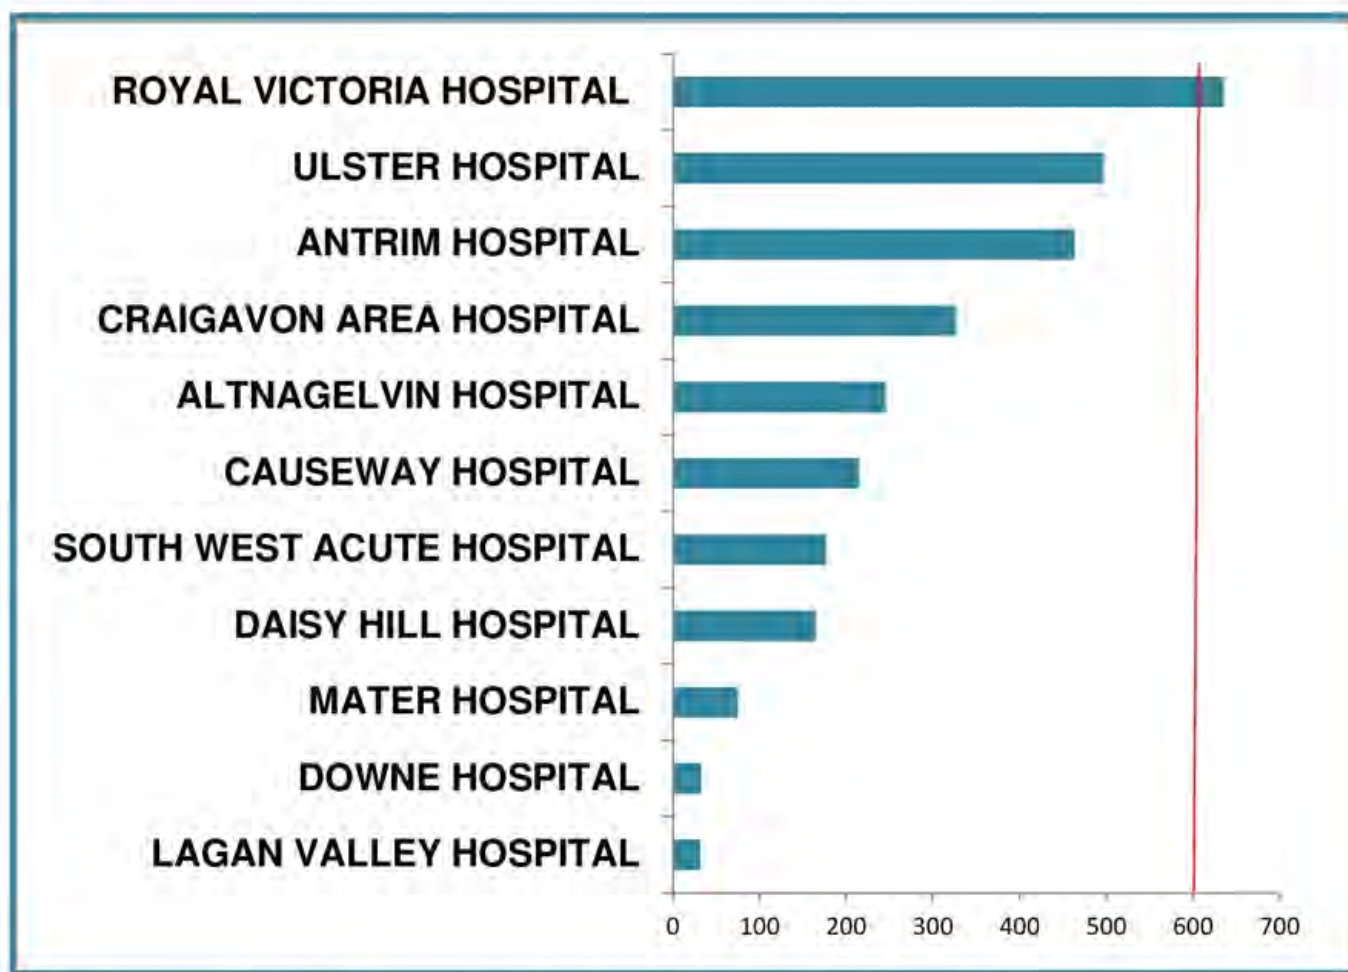 ROYAL VICTORIA HOSPITAL
ULSTER HOSPITAL
ANTRIM HOSPITAL
CRAIGAVON AREA HOSPITAL
ALTNAGELVIN HOSPITAL
CAUSEWAY HOSPITAL
SOUTH WEST ACUTE HOSPITAL
DAISY HILL HOSPITAL
MATER HOSPITAL
DOWNE HOSPITAL
LAGAN VALLEY HOSPITAL
0 100 200 300 400 500 600 700